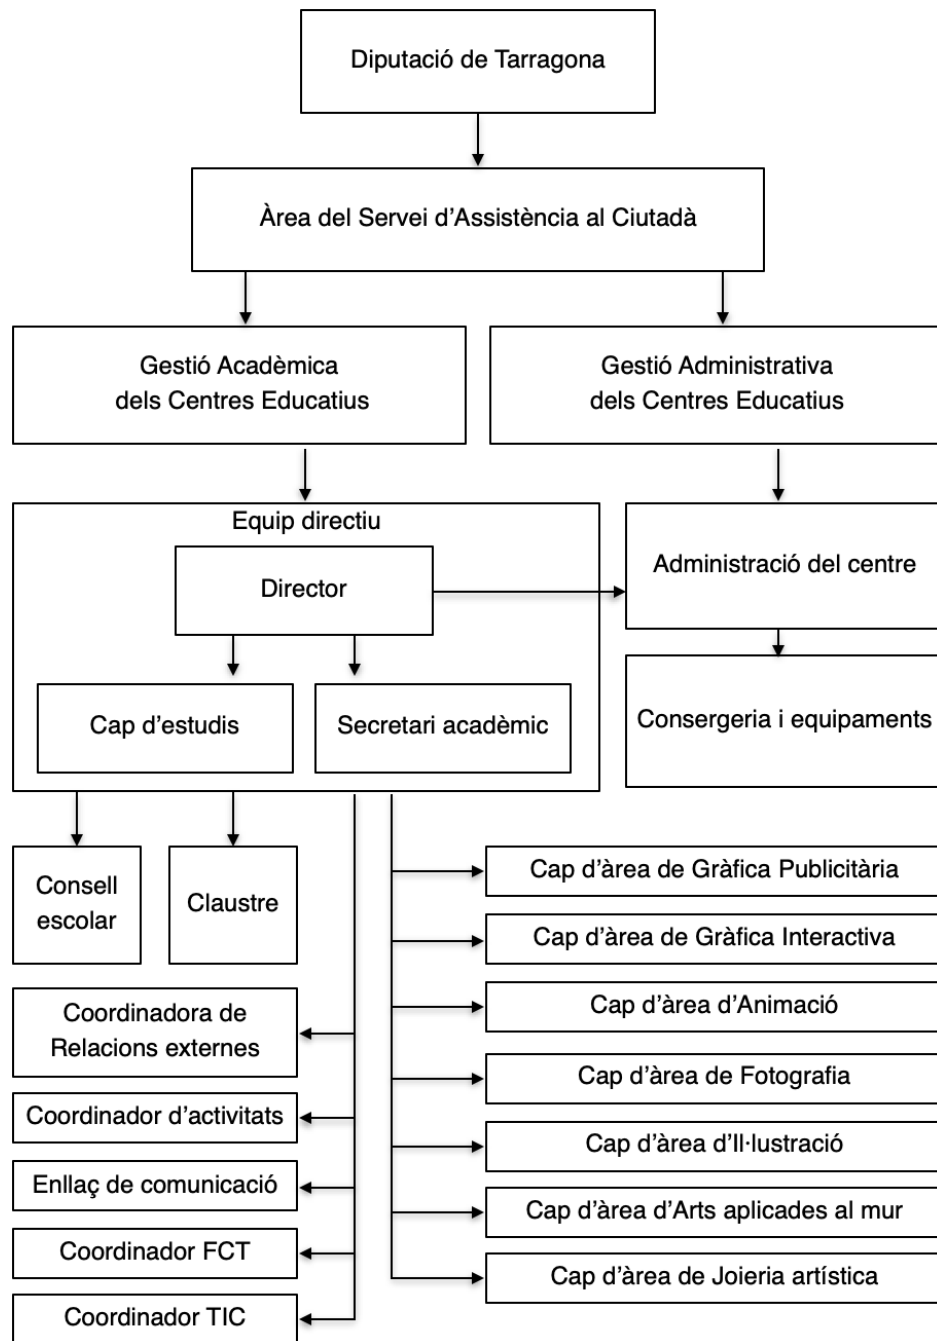 Diputació de Tarragona
Àrea del Servei d’Assistència al Ciutadà
Gestió Acadèmica
dels Centres Educatius
Gestió Administrativa
dels Centres Educatius
Equip directiu
Director
Administració del centre
Cap d’estudis
Secretari acadèmic
Consergeria i equipaments
Consell
escolar
Claustre
Coordinadora de
Relacions externes
Coordinador d’activitats
Enllaç de comunicació
Coordinador FCT
Coordinador TIC
Cap d’àrea de Gràfica Publicitària
Cap d’àrea de Gràfica Interactiva
Cap d’àrea d’Animació
Cap d’àrea de Fotografia
Cap d’àrea d’Il·lustració
Cap d’àrea d’Arts aplicades al mur
Cap d’àrea de Joieria artística